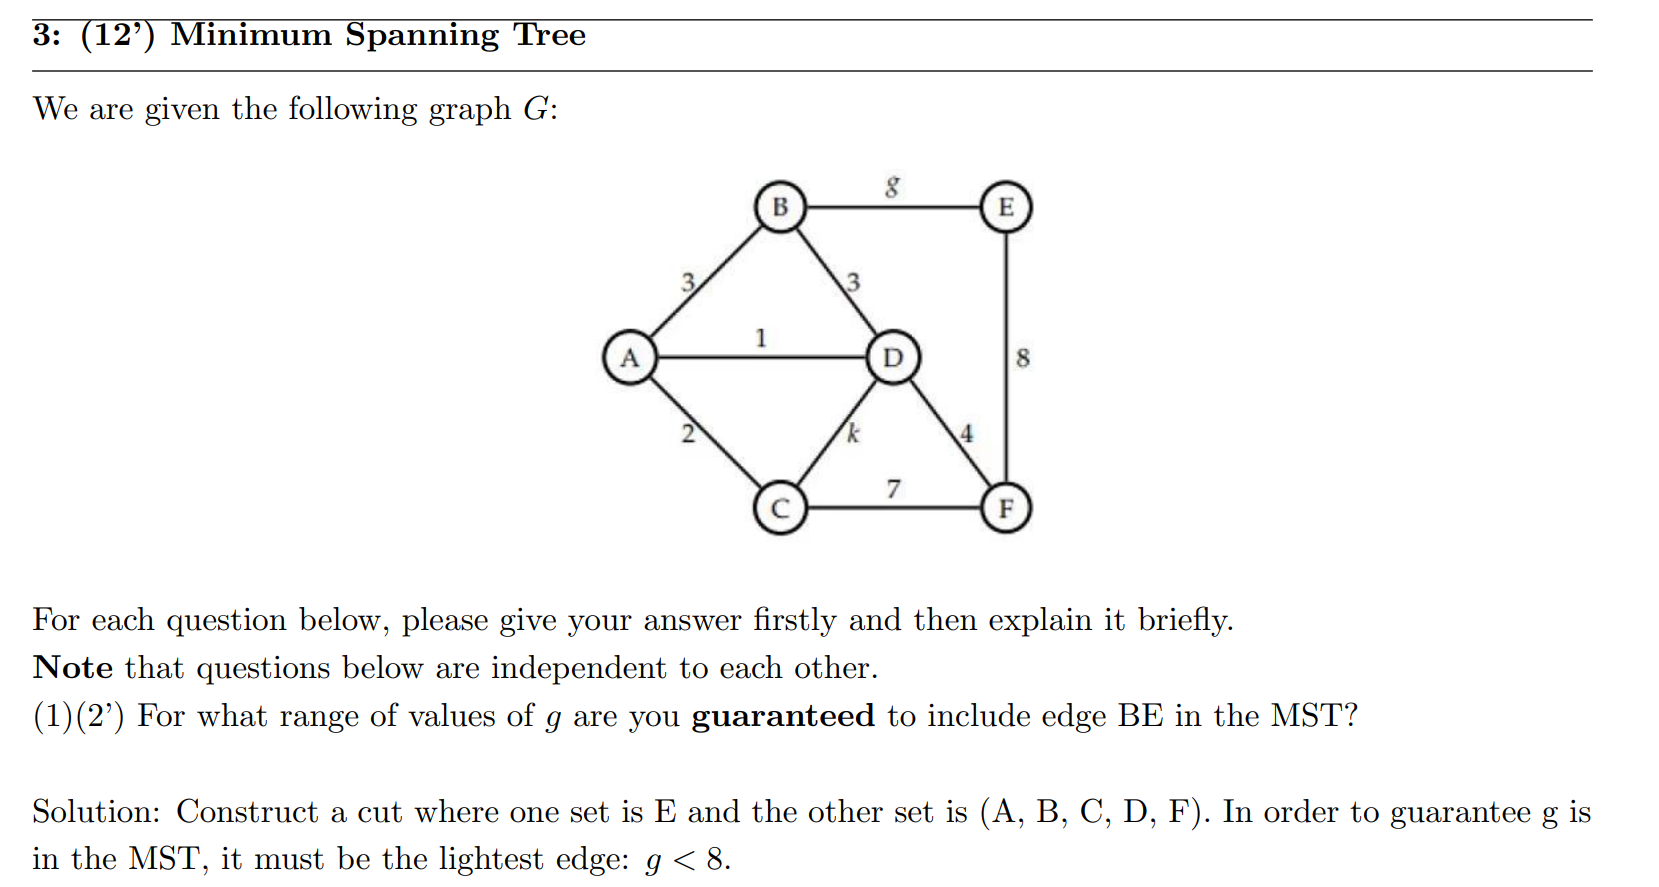 3: (12’) Minimum Spanning Tree
We are given the following graph G:
g
B
E
3
3
1
A
D
8
2
k
4
7
C
F
For each question below, please give your answer firstly and then explain it briefly.
Note that questions below are independent to each other.
(1)(2’) For what range of values of g are you guaranteed to include edge BE in the MST?
Solution: Construct a cut where one set is E and the other set is (A, B, C, D, F). In order to guarantee g is
in the MST, it must be the lightest edge: g < 8.